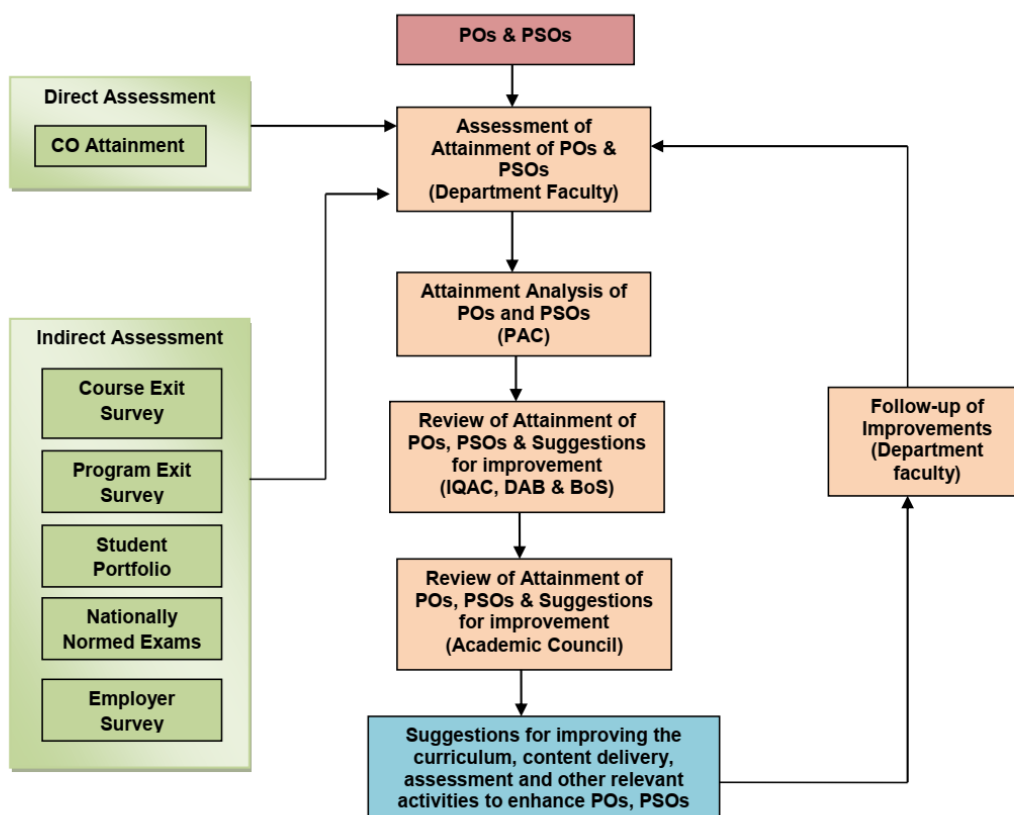 POs & PSOs
Direct Assessment
CO Attainment
Assessment of
Attainment of POs &
PSOs
(Department Faculty)
Attainment Analysis of
POs and PSOs
(PAC)
Indirect Assessment
Course Exit
Survey
Program Exit
Survey
Student
Portfolio
Nationally
Normed Exams
Employer
Survey
Review of Attainment of
POs, PSOs & Suggestions
for improvement
(IQAC, DAB & BoS)
Follow-up of
Improvements
(Department
faculty)
Review of Attainment of
POs, PSOs & Suggestions
for improvement
(Academic Council)
Suggestions for improving the
curriculum, content delivery,
assessment and other relevant
activities to enhance POs, PSOs